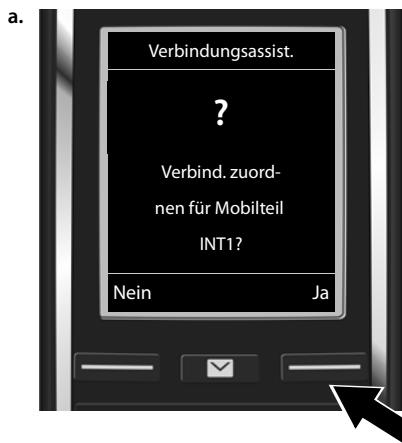 a.
Verbindungsassist.
?
Verbind. zuord-
nen für Mobilteil
INT1?
Nein Ja